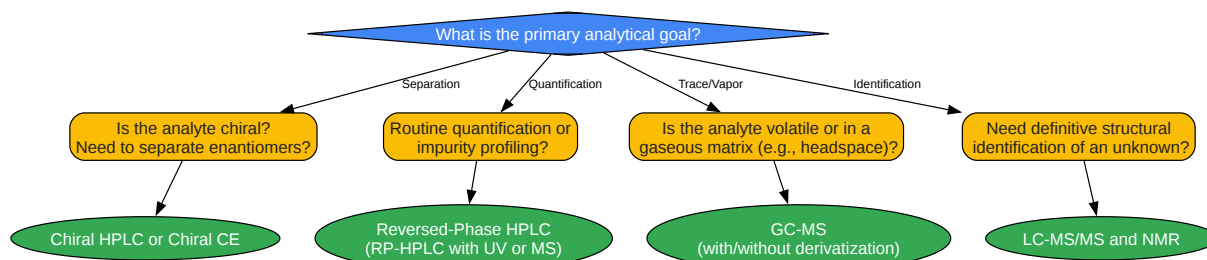 What is the primary analytical goal?
Separation
Quantification
Trace/Vapor
Identification
Is the analyte chiral?
Need to separate enantiomers?
Routine quantification or
impurity profiling?
Is the analyte volatile or in a
gaseous matrix (e.g., headspace)?
Need definitive structural
identification of an unknown?
Chiral HPLC or Chiral CE
Reversed-Phase HPLC
(RP-HPLC with UV or MS)
GC-MS
(with/without derivatization)
LC-MS/MS and NMR